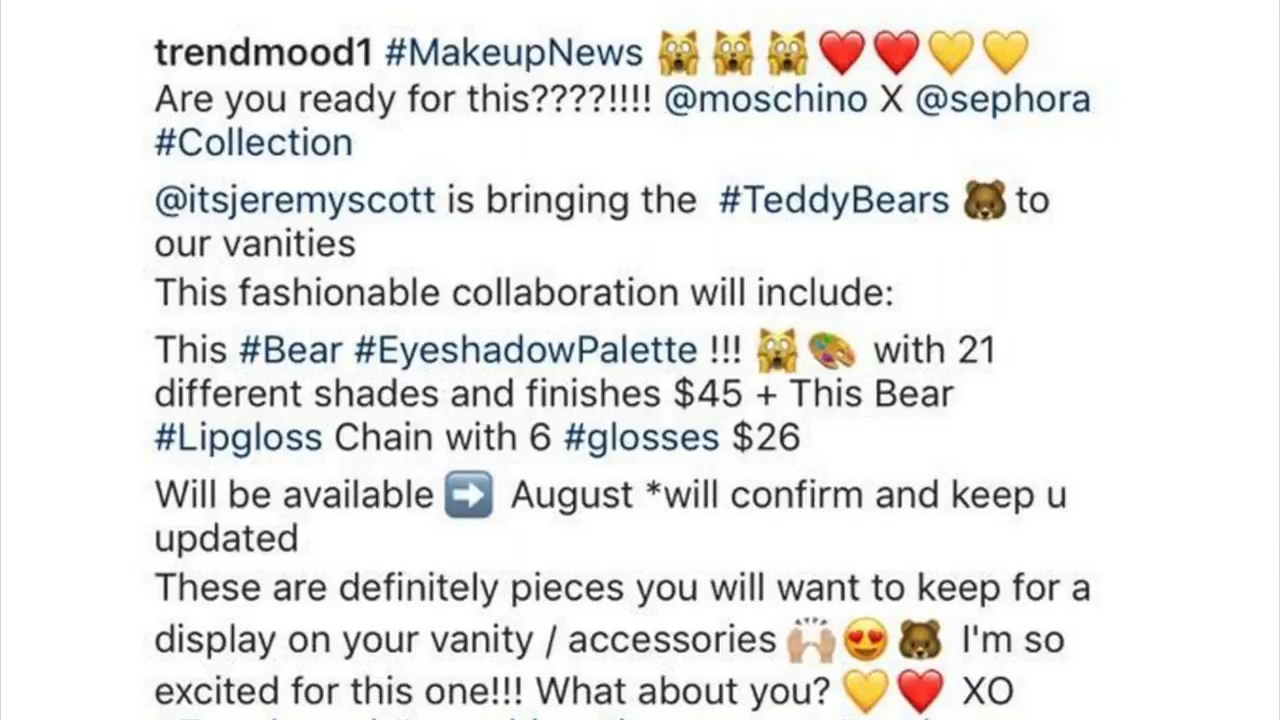 trendmood1 #MakeupNews 🙀🙀🙀❤️❤️💛💛
Are you ready for this????!!!! @moschino X @sephora
#Collection
@itsjeremyscott is bringing the #TeddyBears 🐻 to
our vanities
This fashionable collaboration will include:
This #Bear #EyeshadowPalette !!! 🙀🎨 with 21
different shades and finishes $45 + This Bear
#Lipgloss Chain with 6 #glosses $26
Will be available ➡️ August *will confirm and keep u
updated
These are definitely pieces you will want to keep for a
display on your vanity / accessories 🙌🏼😍🐻 I'm so
excited for this one!!! What about you? 💛❤️ XO